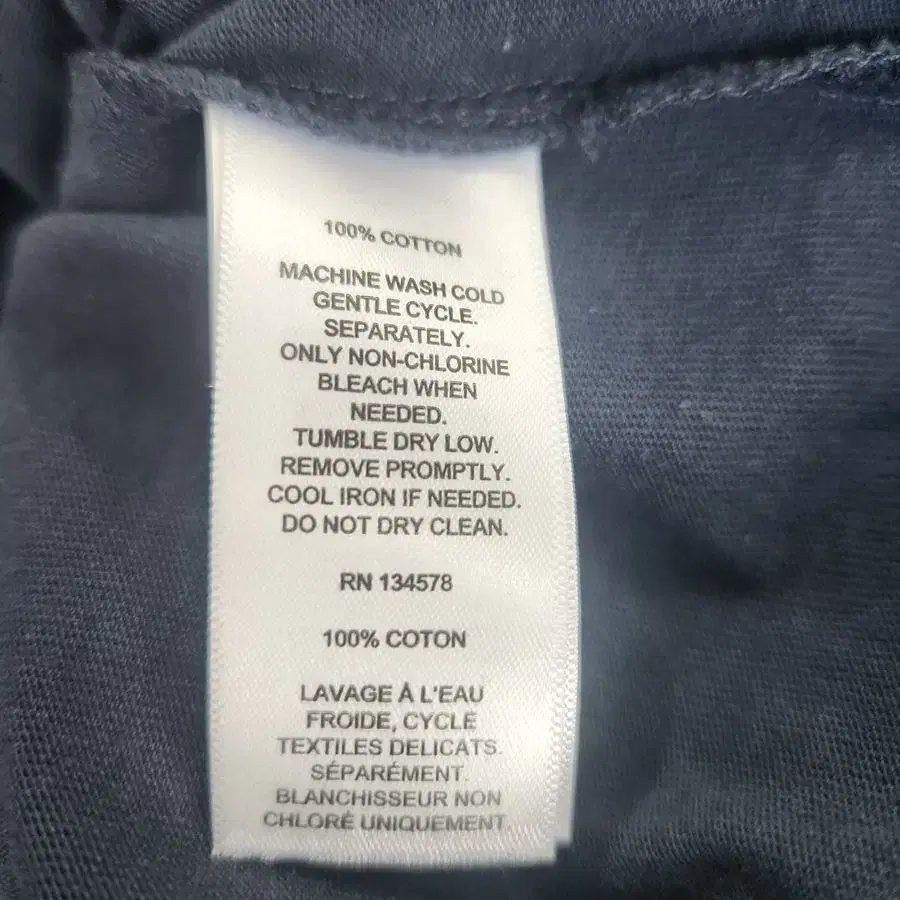 100% COTTON
MACHINE WASH COLD
GENTLE CYCLE.
SEPARATELY.
ONLY NON-CHLORINE
BLEACH WHEN
NEEDED.
TUMBLE DRY LOW.
REMOVE PROMPTLY.
COOL IRON IF NEEDED.
DO NOT DRY CLEAN.
RN 134578
100% COTON
LAVAGE À L'EAU
FROIDE, CYCLE
TEXTILES DELICATS.
SÉPARÉMENT.
BLANCHISSEUR NON
CHLORÉ UNIQUEMENT.